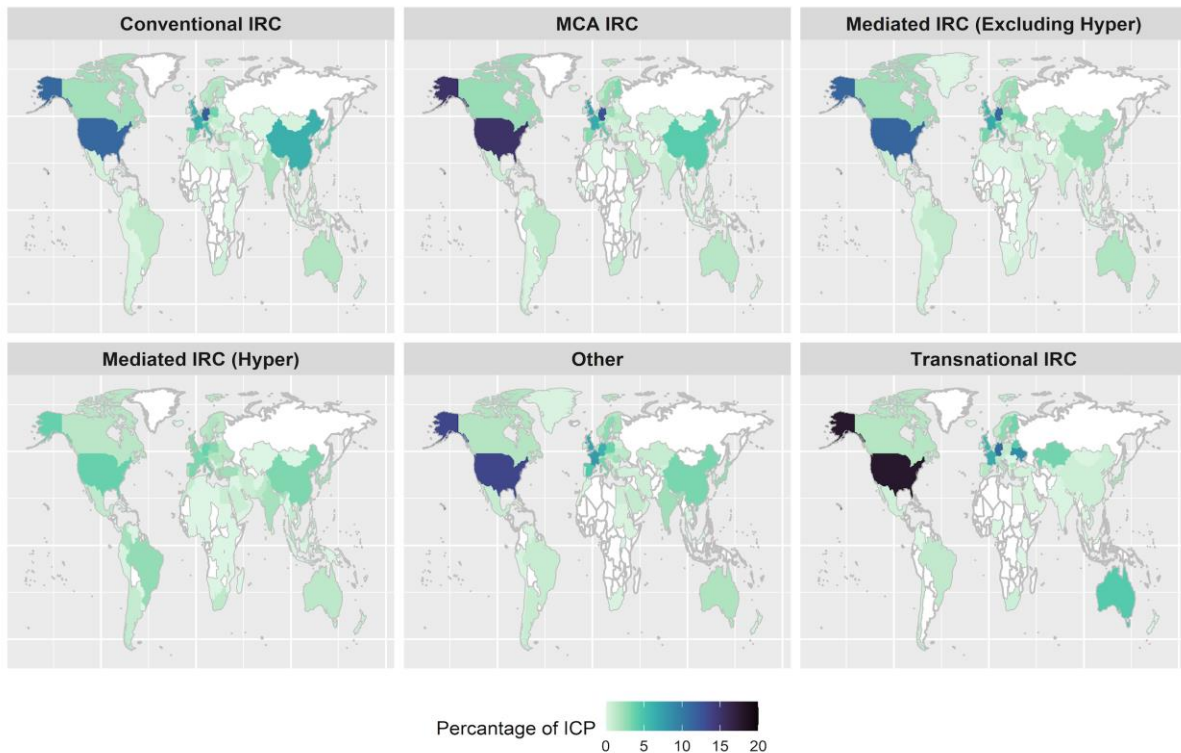 Conventional IRC
MCA IRC
Mediated IRC (Excluding Hyper)
Mediated IRC (Hyper)
Other
Transnational IRC
Percantage of ICP
0 5 10 15 20